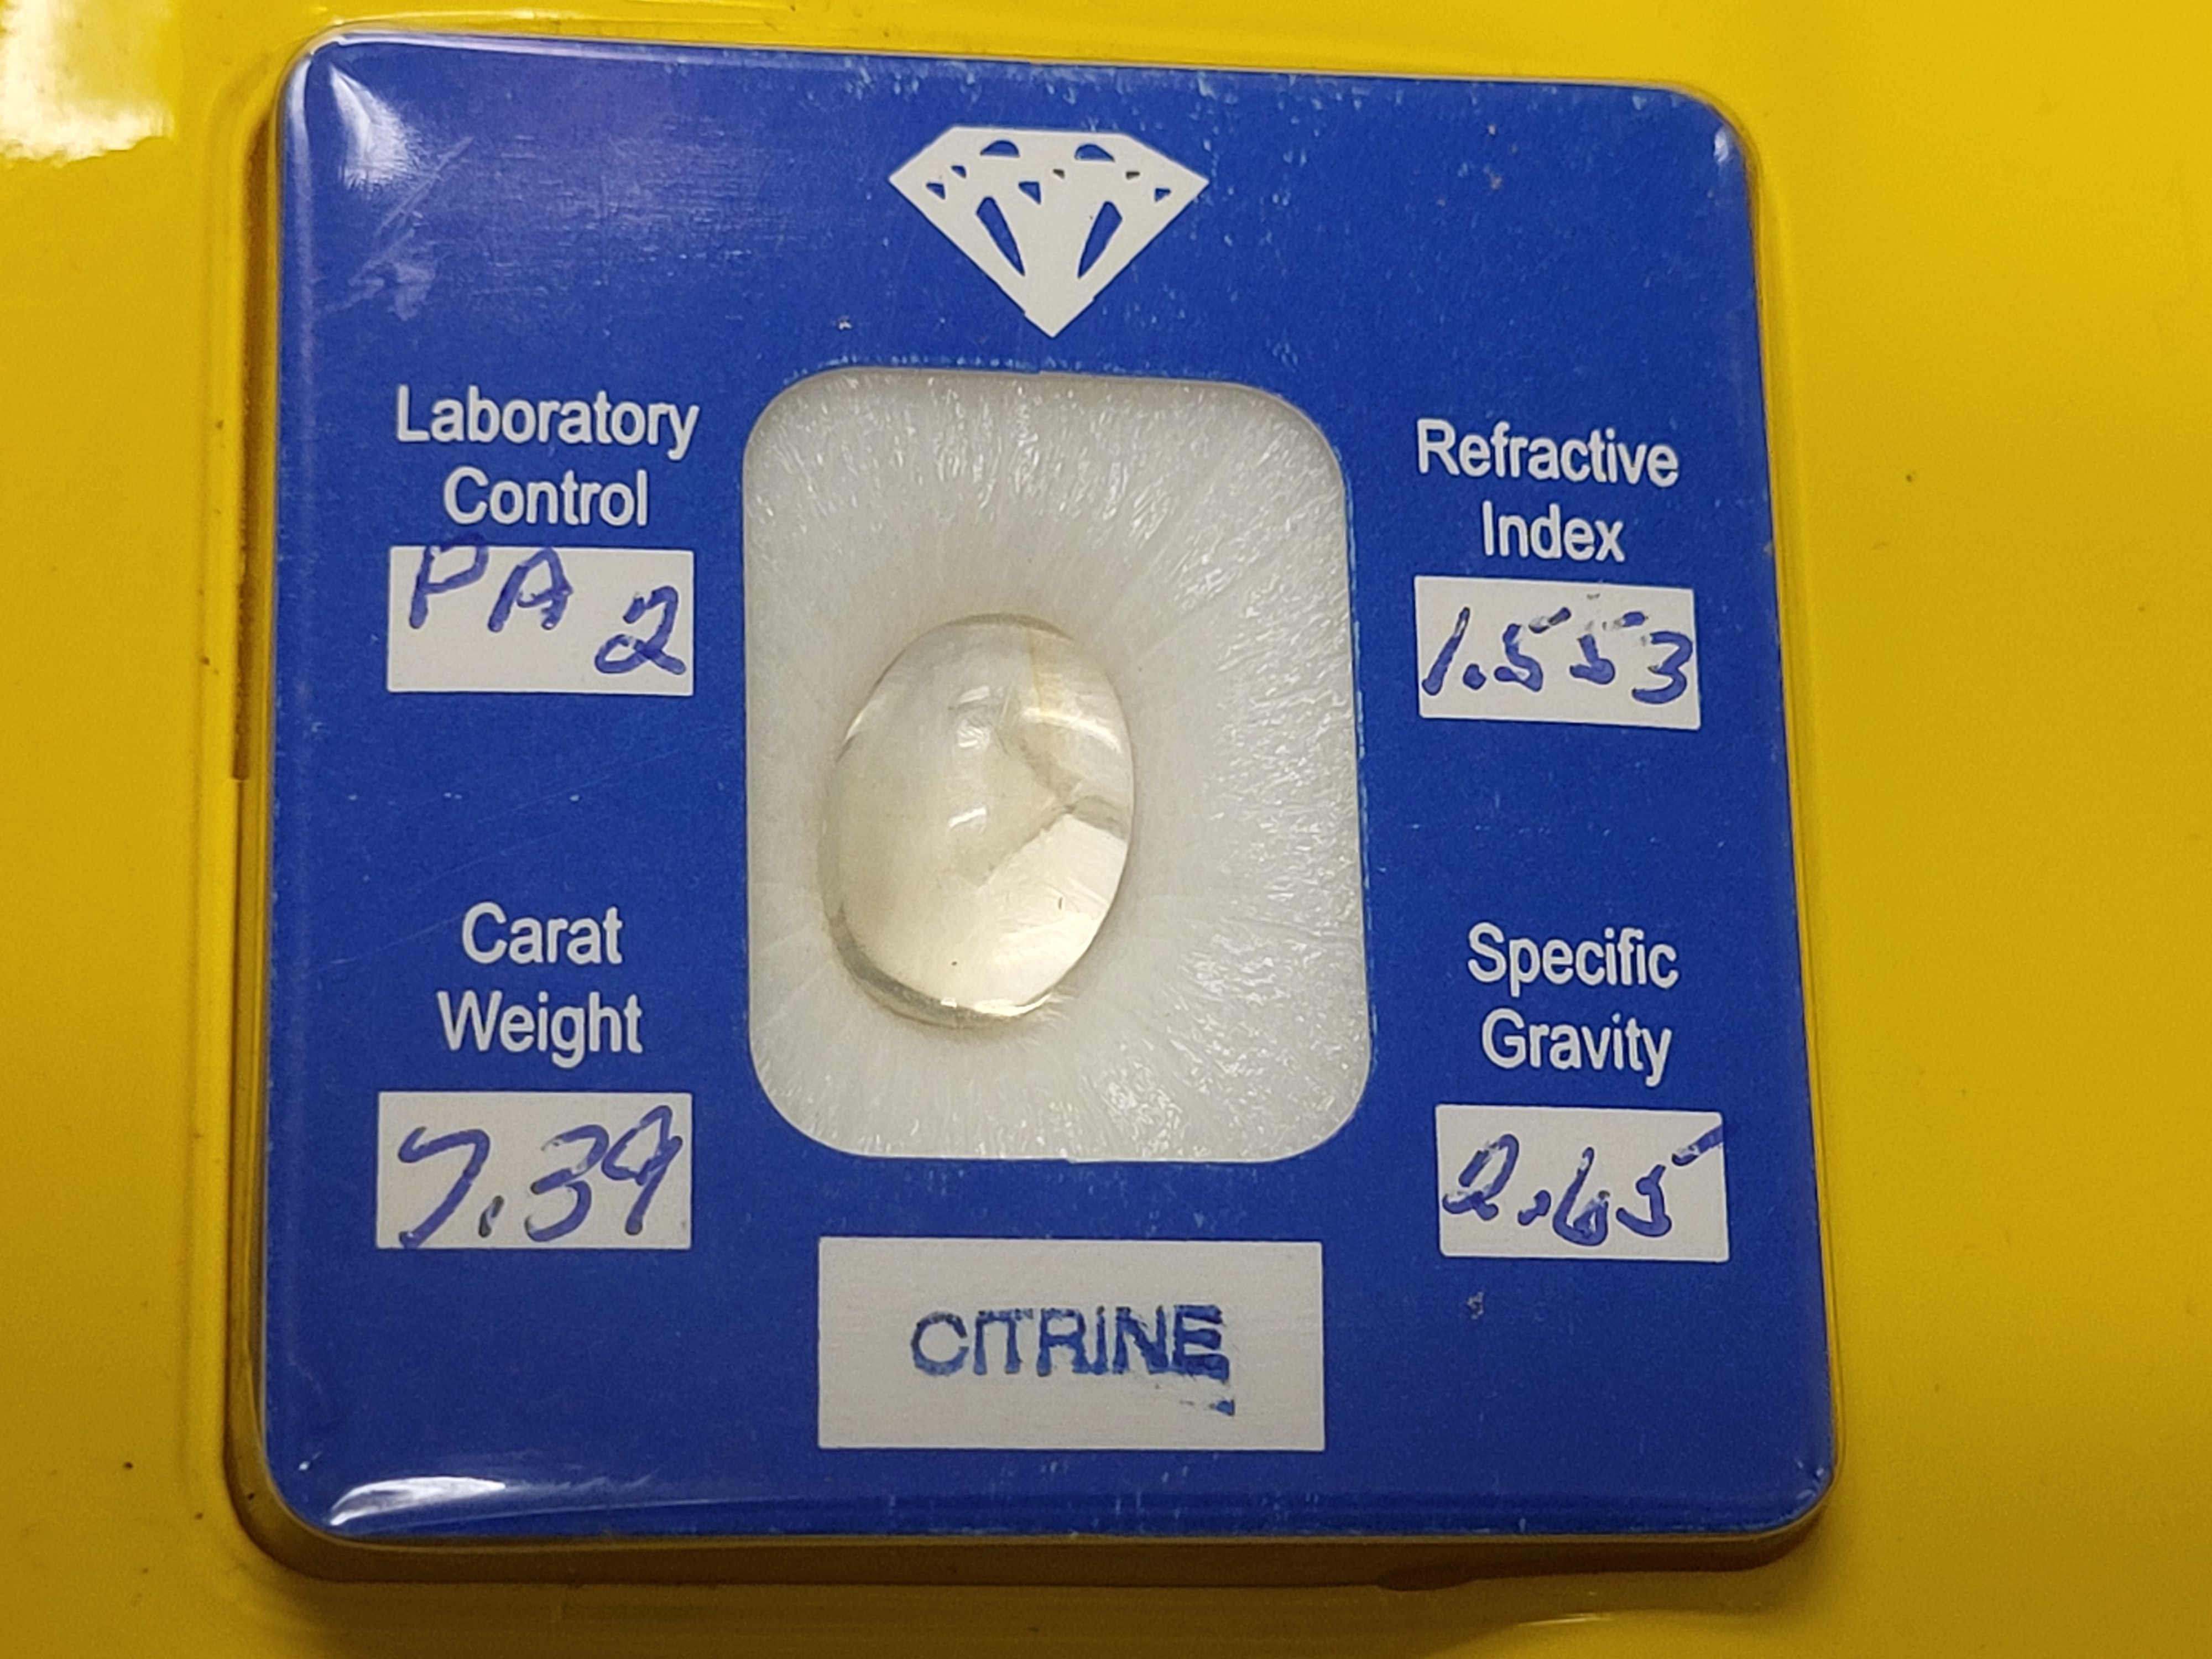 Laboratory
Control
PA 2
Refractive
Index
1.553
Carat
Weight
7.39
Specific
Gravity
2.65
CITRINE